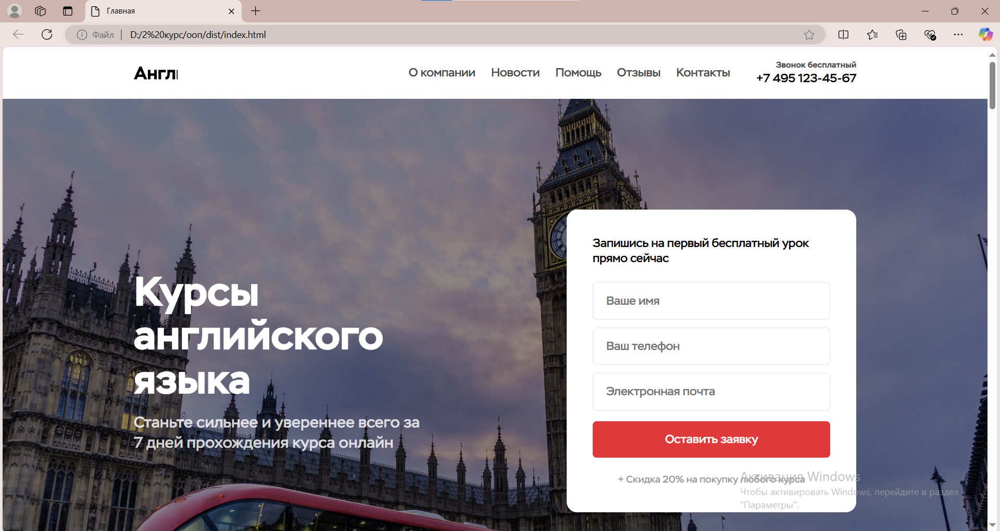 Главная
Файл
D:/2%20курс/ооп/dist/index.html
Англ
О компании Новости Помощь Отзывы Контакты
Звонок бесплатный
+7 495 123-45-67
Курсы
английского
языка
Станьте сильнее и увереннее всего за
7 дней прохождения курса онлайн
Запишись на первый бесплатный урок
прямо сейчас
Ваше имя
Ваш телефон
Электронная почта
Оставить заявку
+ Скидка 20% на покупку любого курса
Активация Windows
Чтобы активировать Windows, перейдите в раздел
"Параметры".